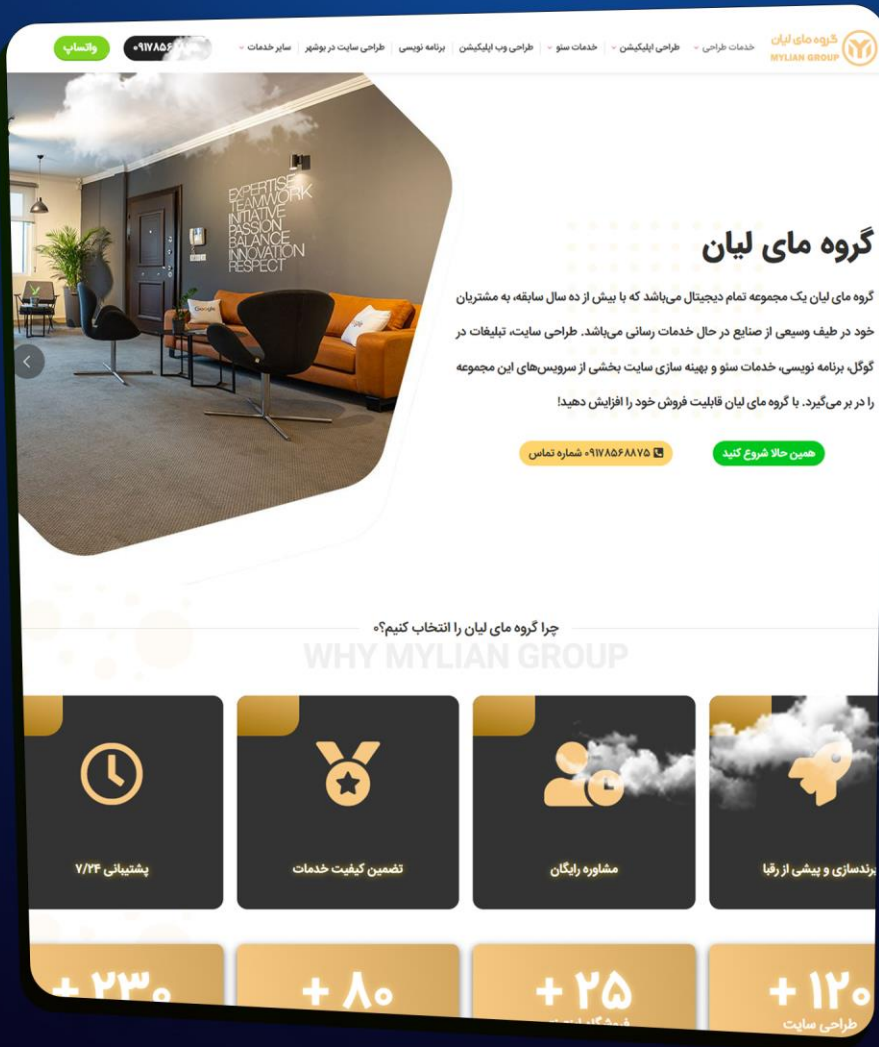 گروه مای لیان
MYLIAN GROUP
خدمات طراحی
طراحی اپلیکیشن
خدمات سئو
طراحی وب اپلیکیشن
برنامه نویسی
طراحی سایت در بوشهر
سایر خدمات
واتساپ
EXPERTISE
TEAMWORK
INITIATIVE
PASSION
BALANCE
INNOVATION
RESPECT
Google
گروه مای لیان
گروه مای لیان یک مجموعه تمام دیجیتال می‌باشد که با بیش از ده سال سابقه، به مشتریان
خود در طیف وسیعی از صنایع در حال خدمات رسانی می‌باشد. طراحی سایت، تبلیغات در
گوگل، برنامه نویسی، خدمات سئو و بهینه سازی سایت بخشی از سرویس‌های این مجموعه
را در بر می‌گیرد. با گروه مای لیان قابلیت فروش خود را افزایش دهید!
همین حالا شروع کنید
۰۹۱۷۸۵۶۸۸۷۵ شماره تماس
چرا گروه مای لیان را انتخاب کنیم؟۰
WHY MYLIAN GROUP
برندسازی و پیشی از رقبا
مشاوره رایگان
تضمین کیفیت خدمات
پشتیبانی ۷/۲۴
۱۲۰ +
طراحی سایت
۲۵ +
۸۰ +
۲۳۰ +